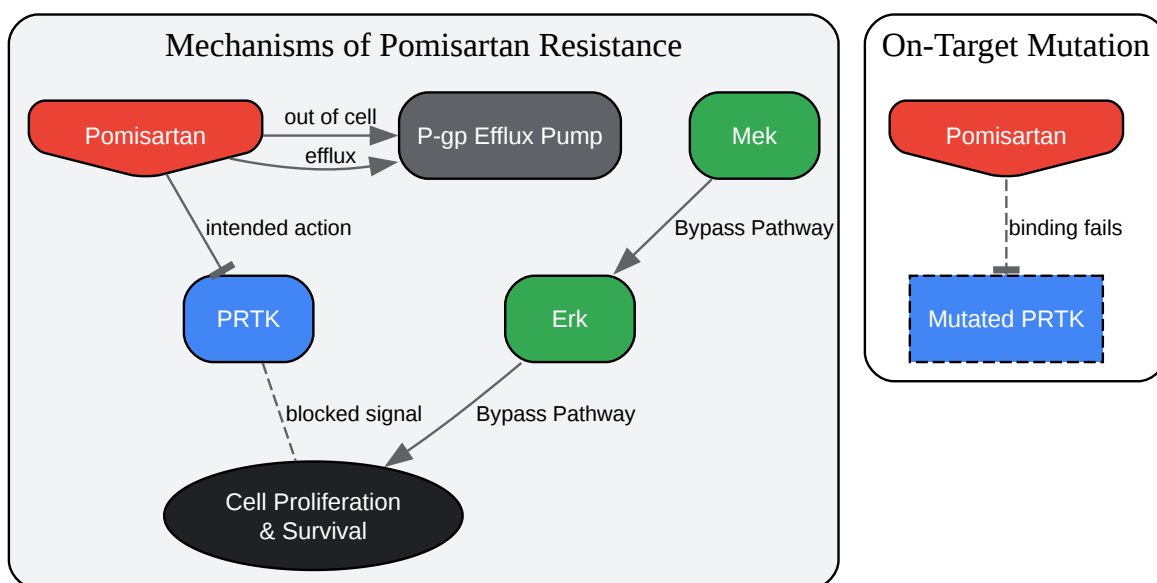 Mechanisms of Pomisartan Resistance
Pomisartan
out of cell
efflux
P-gp Efflux Pump
Mek
intended action
Bypass Pathway
PRTK
Erk
blocked signal
Bypass Pathway
Cell Proliferation
& Survival
On-Target Mutation
Pomisartan
binding fails
Mutated PRTK